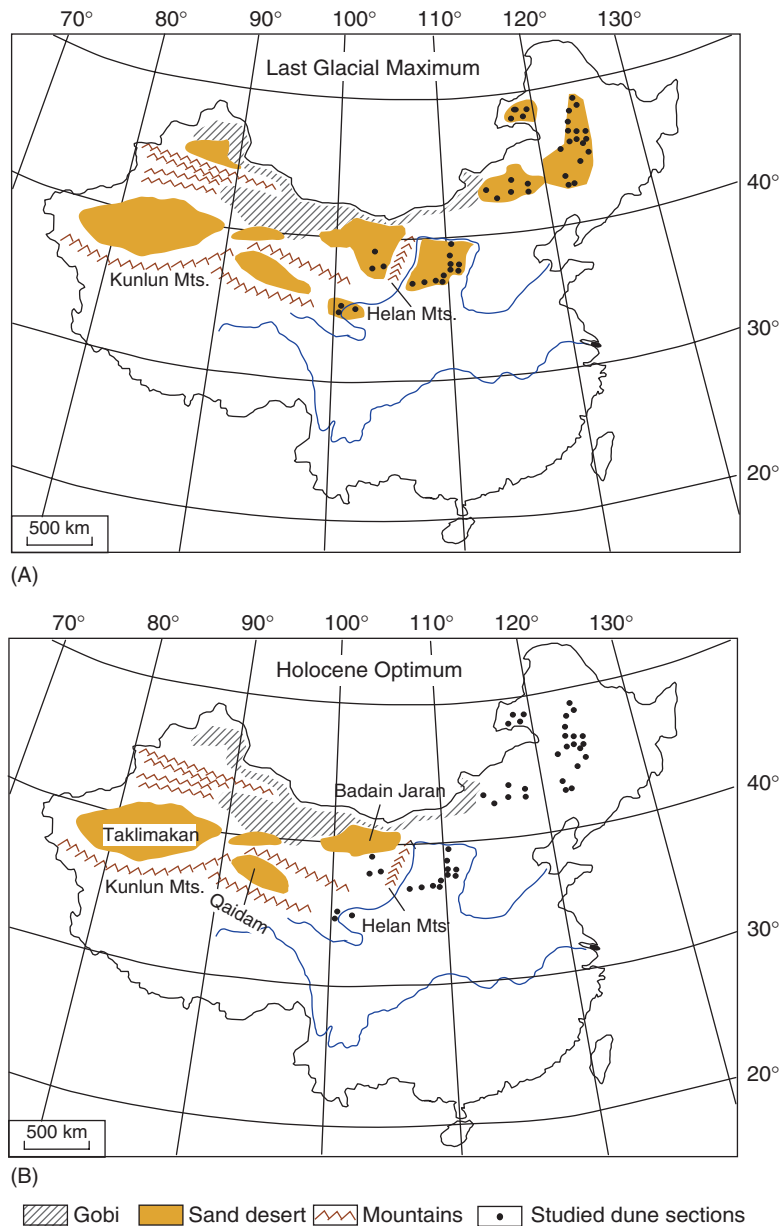 70° 80° 90° 100° 110° 120° 130°
Last Glacial Maximum
40°
Kunlun Mts.
Helan Mts.
30°
20°
500 km
(A)
70° 80° 90° 100° 110° 120° 130°
Holocene Optimum
Badain Jaran
40°
Taklimakan
Kunlun Mts.
Qaidam
Helan Mts
30°
20°
500 km
(B)
Gobi Sand desert Mountains Studied dune sections